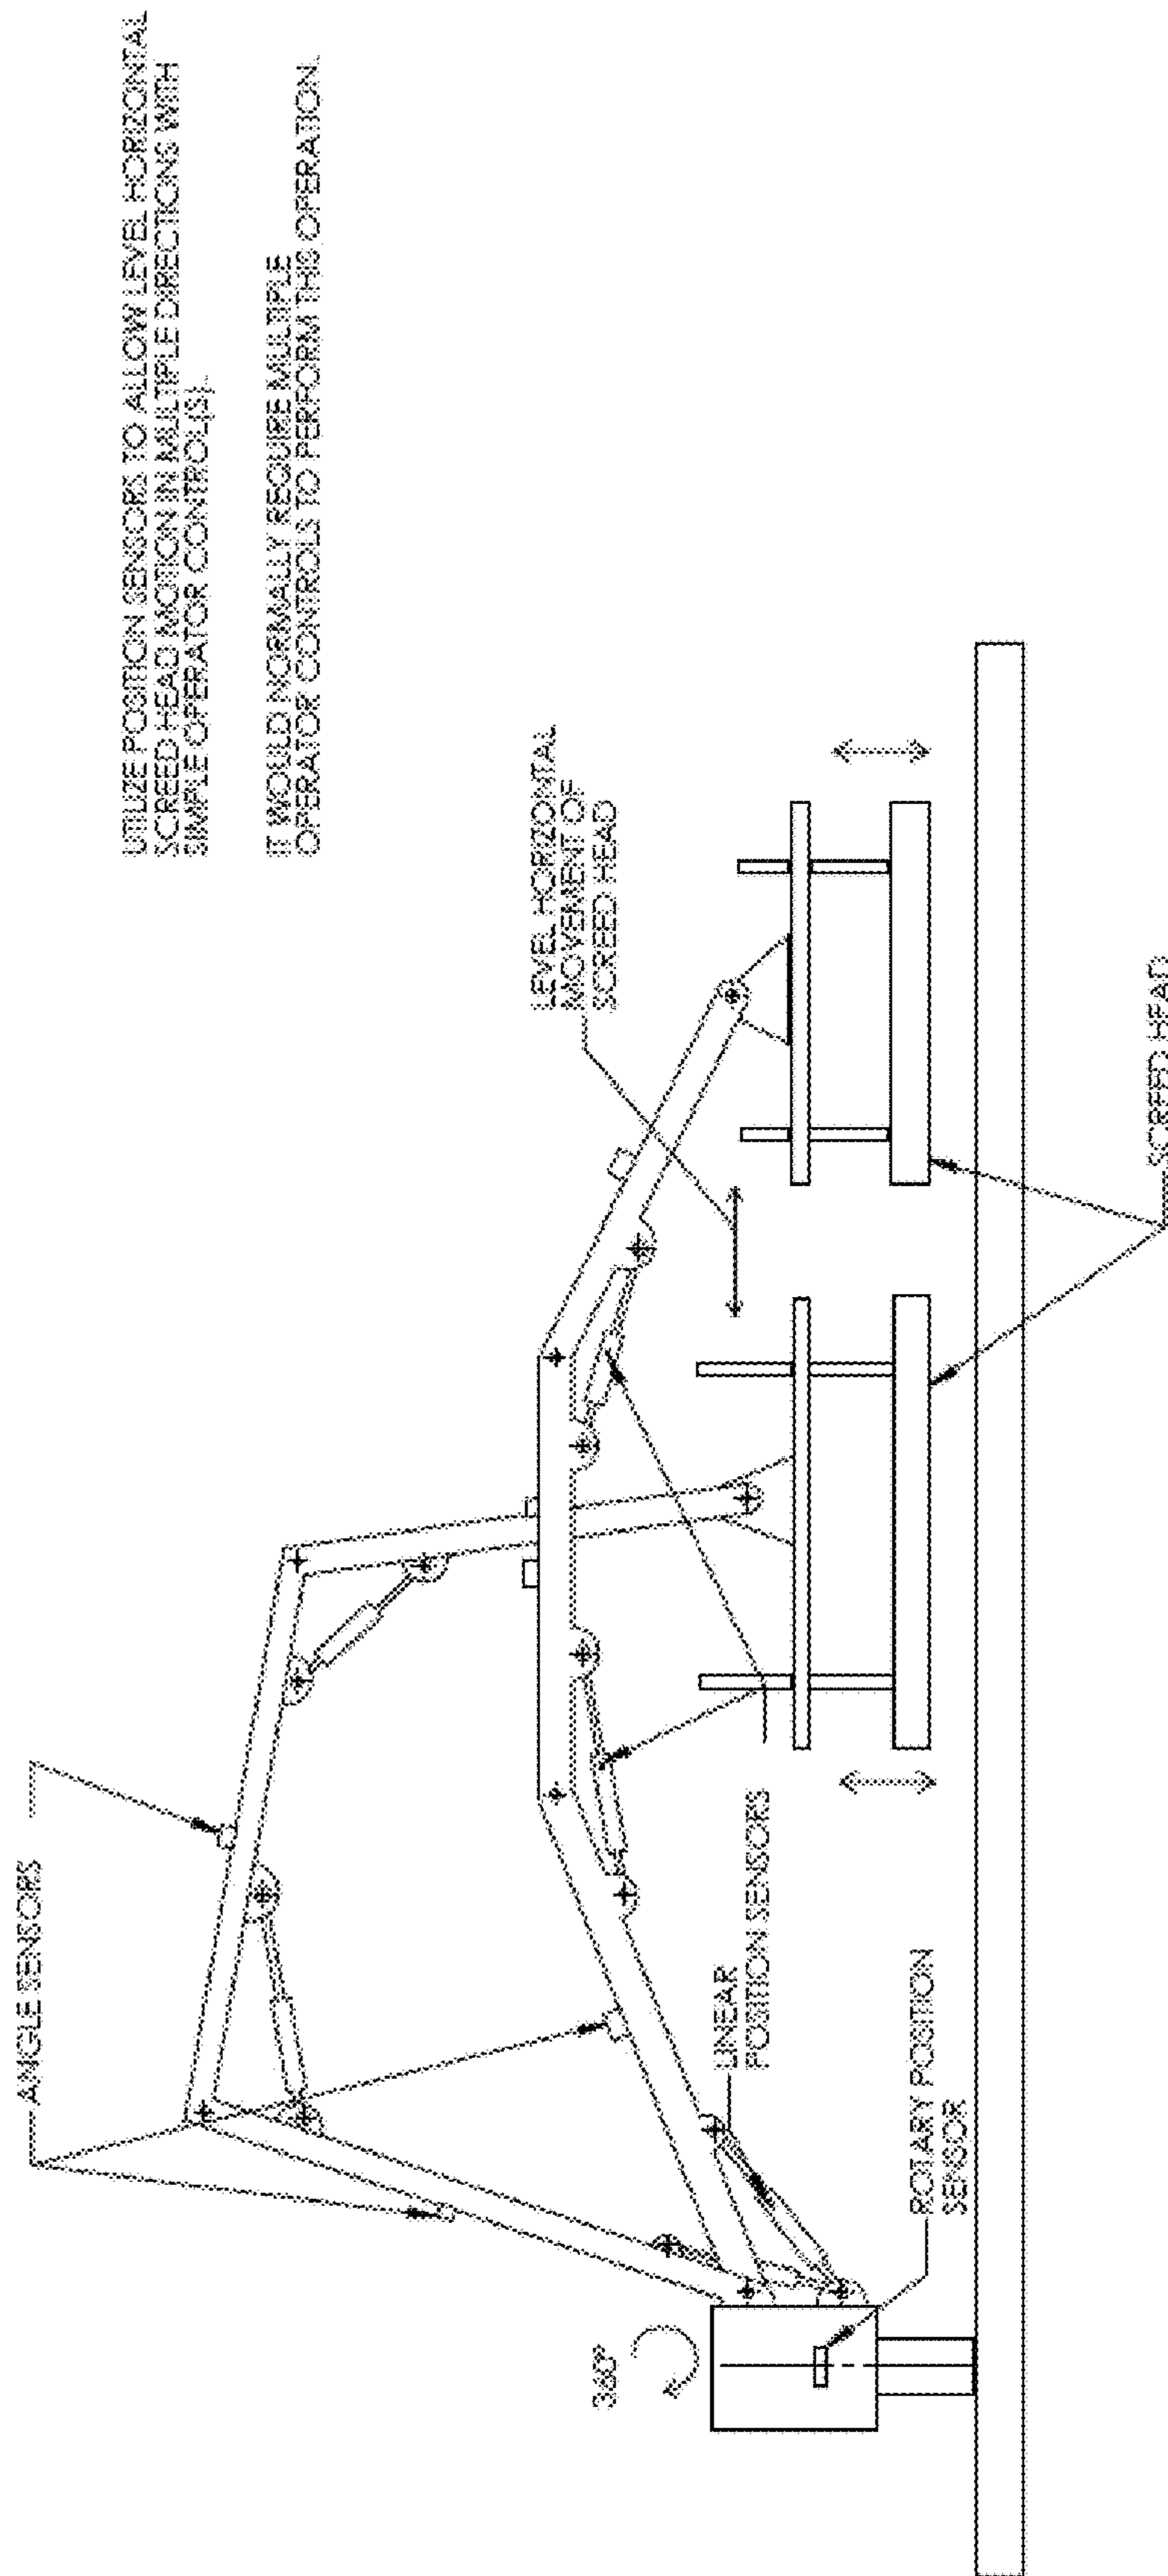 UTILIZE POSITION SENSORS TO ALLOW LEVEL HORIZONTAL
SCREED HEAD MOTION IN MULTIPLE DIRECTIONS WITH
SIMPLE OPERATOR CONTROL(S).
IT WOULD NORMALLY REQUIRE MULTIPLE
OPERATOR CONTROLS TO PERFORM THIS OPERATION.
ANGLE SENSORS
LEVEL HORIZONTAL
MOVEMENT OF
SCREED HEAD
360°
LINEAR
POSITION SENSORS
ROTARY POSITION
SENSOR
SCREED HEAD